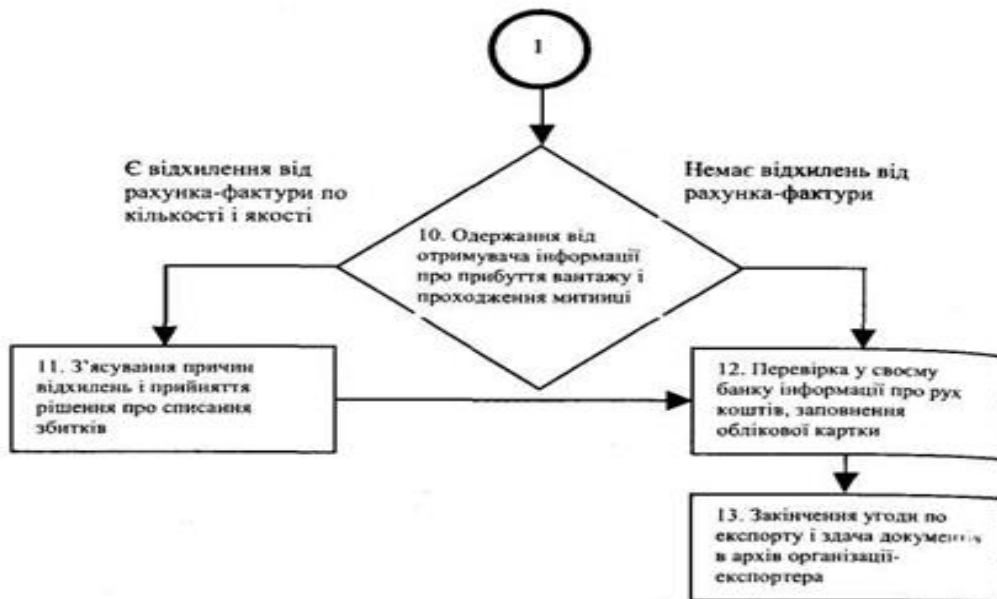 1
Є відхилення від
рахунка-фактури по
кількості і якості
Немає відхилень від
рахунка-фактури
10. Одержання від
отримувача інформації
про прибуття вантажу і
проходження митниці
11. З’ясування причин
відхилень і прийняття
рішення про списання
збитків
12. Перевірка у своєму
банку інформації про рух
коштів, заповнення
облікової картки
13. Закінчення угоди по
експорту і здача документів
в архів організації-
експортера